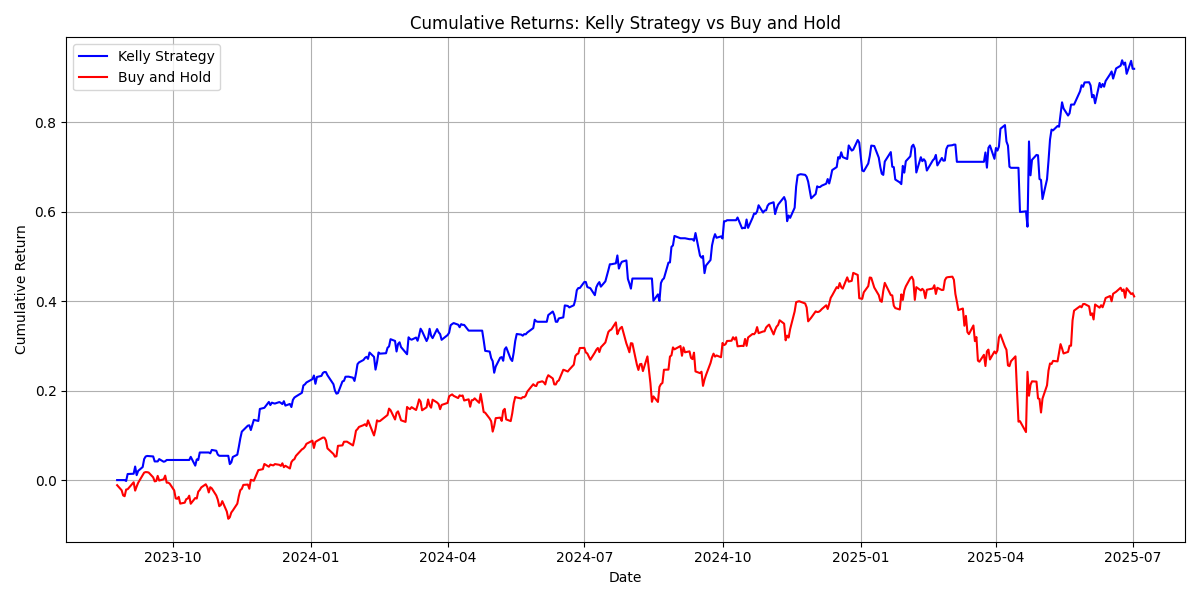 Cumulative Returns: Kelly Strategy vs Buy and Hold
Kelly Strategy
Buy and Hold
Cumulative Return
0.8
0.6
0.4
0.2
0.0
2023-10
2024-01
2024-04
2024-07
2024-10
2025-01
2025-04
2025-07
Date